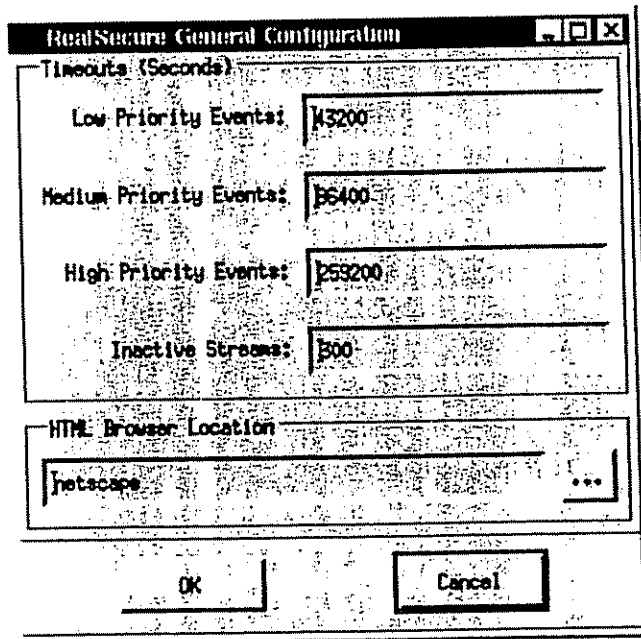 RealSecure General Configuration
Timeouts (Seconds)
Low Priority Events: 43200
Medium Priority Events: 86400
High Priority Events: 259200
Inactive Streams: 300
HTML Browser Location
netscape
...
OK
Cancel